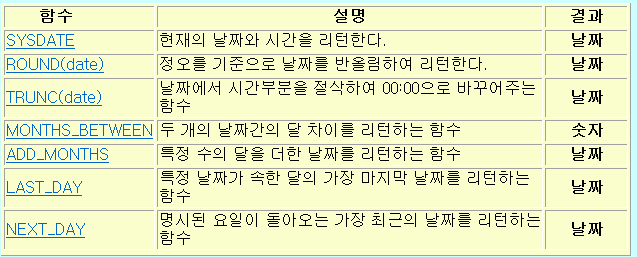 함수 설명 결과
SYSDATE 현재의 날짜와 시간을 리턴한다. 날짜
ROUND(date) 정오를 기준으로 날짜를 반올림하여 리턴한다. 날짜
TRUNC(date) 날짜에서 시간부분을 절삭하여 00:00으로 바꾸어주는 날짜
함수
MONTHS_BETWEEN 두 개의 날짜간의 달 차이를 리턴하는 함수 숫자
ADD_MONTHS 특정 수의 달을 더한 날짜를 리턴하는 함수 날짜
LAST_DAY 특정 날짜가 속한 달의 가장 마지막 날짜를 리턴하는 날짜
함수
NEXT_DAY 명시된 요일이 돌아오는 가장 최근의 날짜를 리턴하는 날짜
함수